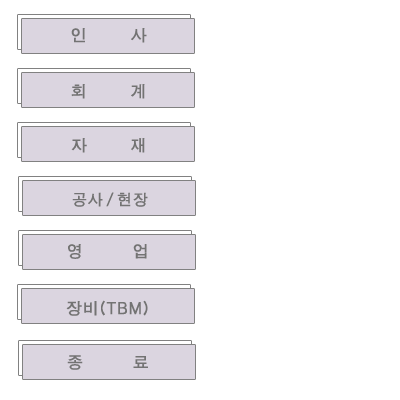 인 사
회 계
자 재
공사 / 현장
영 업
장비(TBM)
종 료